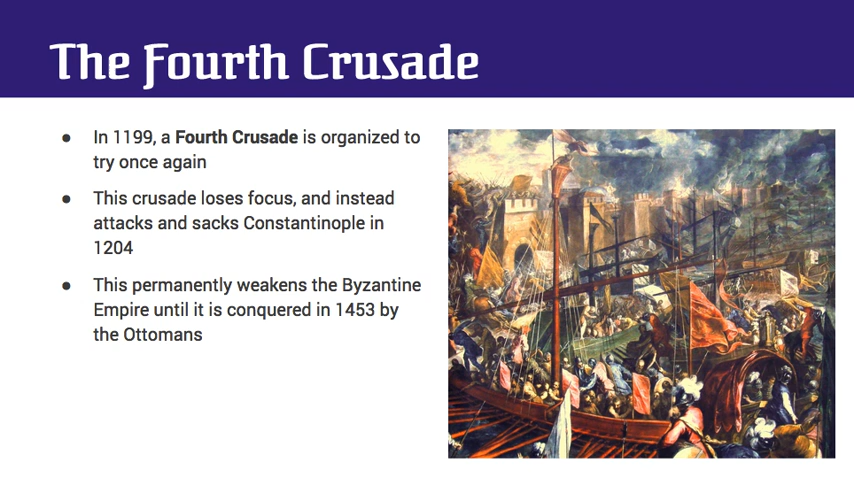 The Fourth Crusade
● In 1199, a Fourth Crusade is organized to
try once again
● This crusade loses focus, and instead
attacks and sacks Constantinople in
1204
● This permanently weakens the Byzantine
Empire until it is conquered in 1453 by
the Ottomans